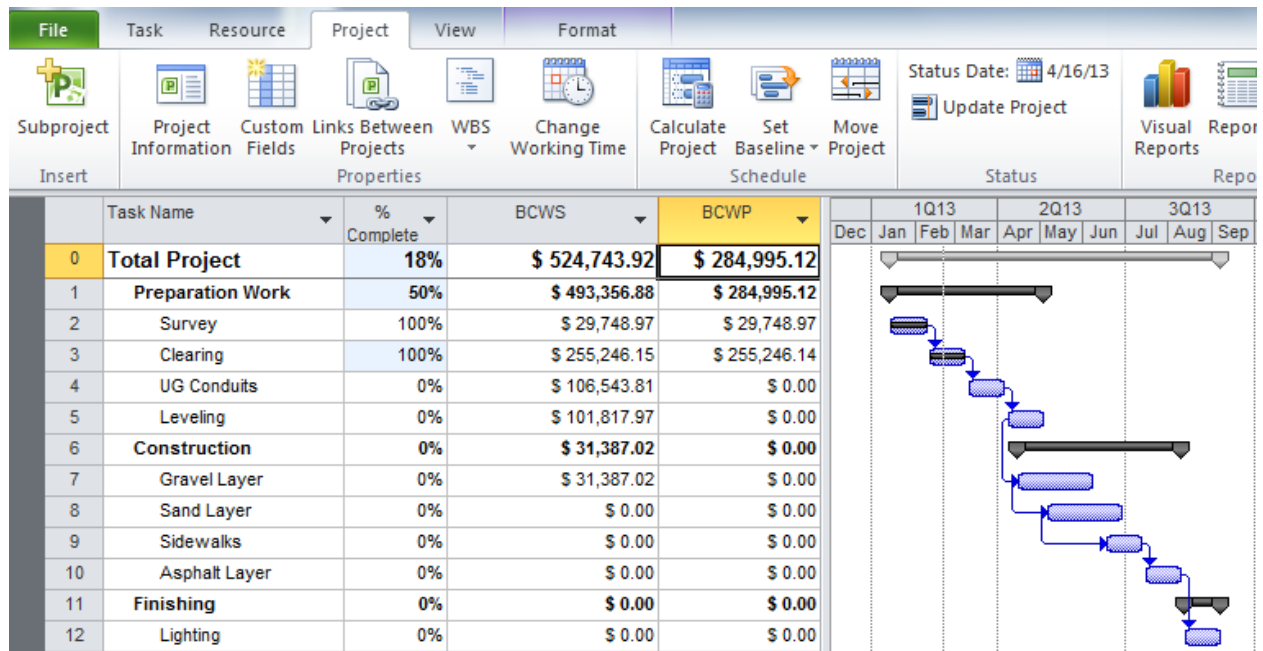 File Task Resource Project View Format
Subproject Project Information Custom Fields Links Between Projects WBS Change Working Time Calculate Project Set Baseline Move Project Status Date: 4/16/13 Update Project Visual Reports
Insert Properties Schedule Status
Task Name % Complete BCWS BCWP 1Q13 2Q13 3Q13
Dec Jan Feb Mar Apr May Jun Jul Aug Sep
0 Total Project 18% $ 524,743.92 $ 284,995.12
1 Preparation Work 50% $ 493,356.88 $ 284,995.12
2 Survey 100% $ 29,748.97 $ 29,748.97
3 Clearing 100% $ 255,246.15 $ 255,246.14
4 UG Conduits 0% $ 106,543.81 $ 0.00
5 Leveling 0% $ 101,817.97 $ 0.00
6 Construction 0% $ 31,387.02 $ 0.00
7 Gravel Layer 0% $ 31,387.02 $ 0.00
8 Sand Layer 0% $ 0.00 $ 0.00
9 Sidewalks 0% $ 0.00 $ 0.00
10 Asphalt Layer 0% $ 0.00 $ 0.00
11 Finishing 0% $ 0.00 $ 0.00
12 Lighting 0% $ 0.00 $ 0.00